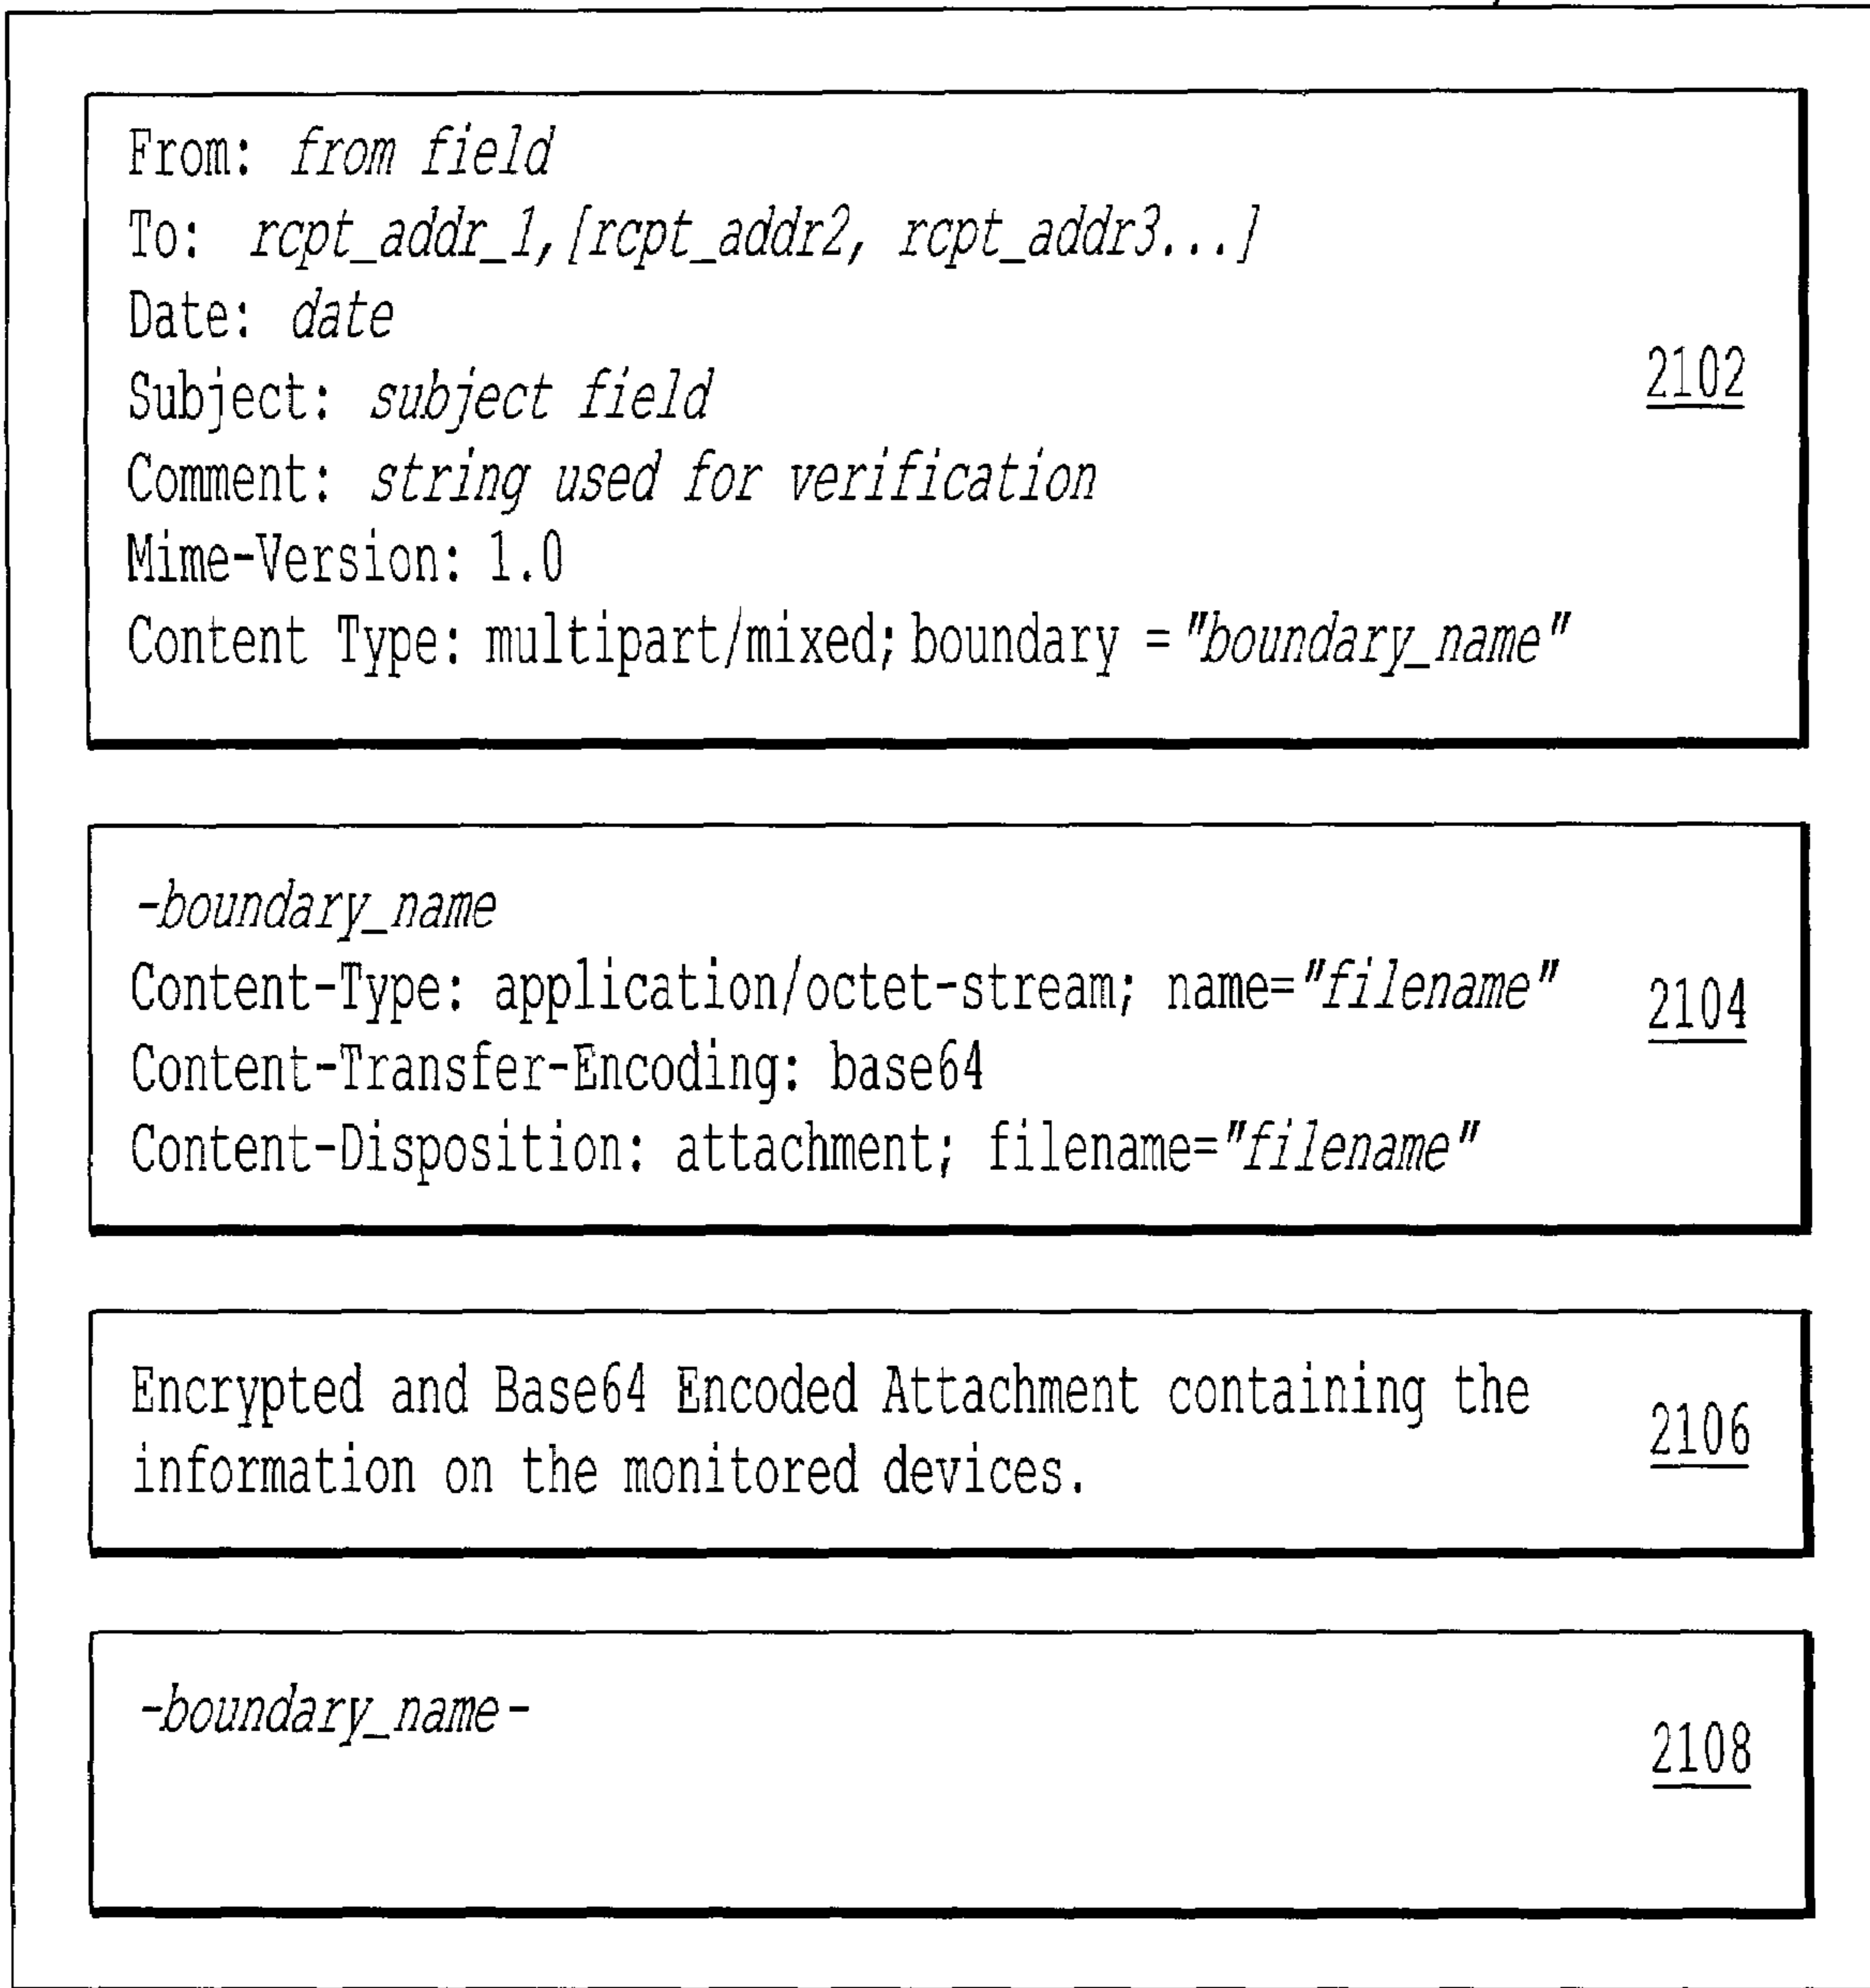 From: from field
To: rcpt_addr_1,[rcpt_addr2, rcpt_addr3...]
Date: date
Subject: subject field
2102
Comment: string used for verification
Mime-Version: 1.0
Content Type: multipart/mixed; boundary ="boundary_name"
-boundary_name
Content-Type: application/octet-stream; name="filename"
2104
Content-Transfer-Encoding: base64
Content-Disposition: attachment; filename="filename"
Encrypted and Base64 Encoded Attachment containing the
2106
information on the monitored devices.
-boundary_name-
2108